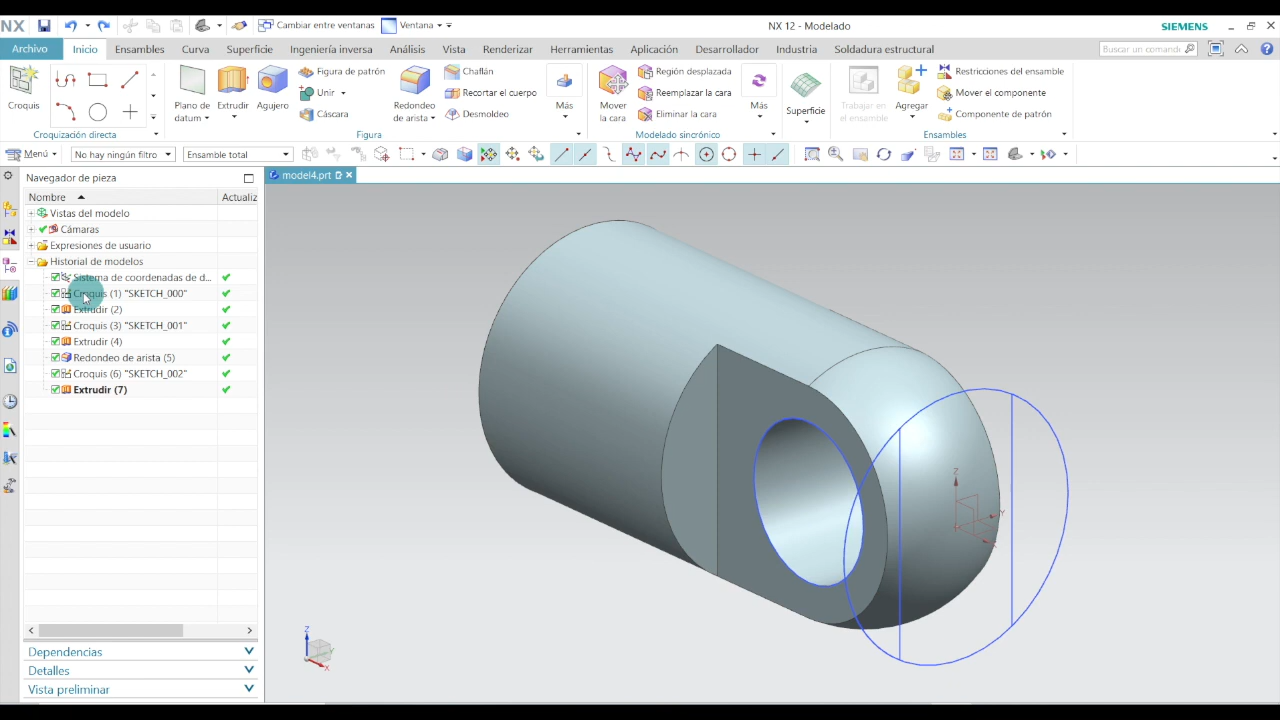 NX
Cambiar entre ventanas
Ventana
NX 12 - Modelado
SIEMENS
Archivo
Inicio
Ensambles
Curva
Superficie
Ingeniería inversa
Análisis
Vista
Renderizar
Herramientas
Aplicación
Desarrollador
Industria
Soldadura estructural
Buscar un comando
Croquis
Croquización directa
Plano de datum
Extrudir
Agujero
Figura de patrón
Unir
Cáscara
Redondeo de arista
Chaflán
Recortar el cuerpo
Desmoldeo
Más
Figura
Mover la cara
Región desplazada
Reemplazar la cara
Eliminar la cara
Más
Modelado sincrónico
Superficie
Trabajar en el ensamble
Agregar
Restricciones del ensamble
Mover el componente
Componente de patrón
Ensambles
Menú
No hay ningún filtro
Ensamble total
Navegador de pieza
model4.prt
Nombre
Actualiz
Vistas del modelo
Cámaras
Expresiones de usuario
Historial de modelos
Sistema de coordenadas de d...
Croquis (1) "SKETCH_000"
Extrudir (2)
Croquis (3) "SKETCH_001"
Extrudir (4)
Redondeo de arista (5)
Croquis (6) "SKETCH_002"
Extrudir (7)
Z
Y
X
Z
Y
X
Dependencias
Detalles
Vista preliminar